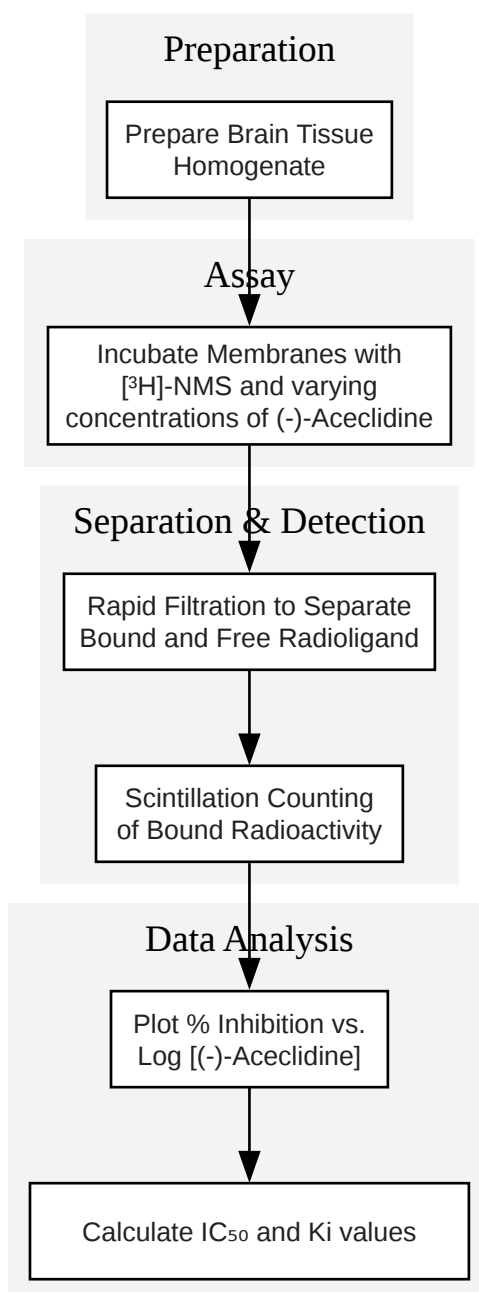 Preparation
Prepare Brain Tissue
Homogenate
Assay
Incubate Membranes with
[³H]-NMS and varying
concentrations of (-)-Aceclidine
Separation & Detection
Rapid Filtration to Separate
Bound and Free Radioligand
Scintillation Counting
of Bound Radioactivity
Data Analysis
Plot % Inhibition vs.
Log [(-)-Aceclidine]
Calculate IC₅₀ and Ki values